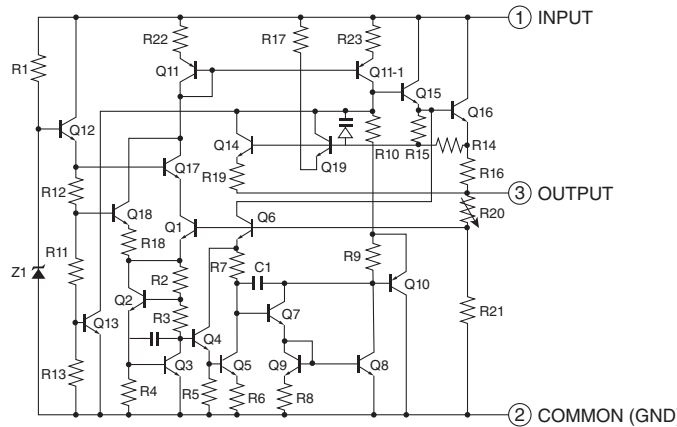 1 INPUT
R22 R17 R23
R1 Q11 Q11-1
Q15 Q16
Q12
Q14 R10 R15 R14
Q17 Q19
R19 R16
R12 3 OUTPUT
Q18 Q1 Q6 R20
R18
R11 R7 C1 R9
Z1 R2 Q10
Q2 Q7 R21
R3
Q13 Q4
Q3 Q5 Q9 Q8
R13 R4 R5 R6 R8
2 COMMON (GND)